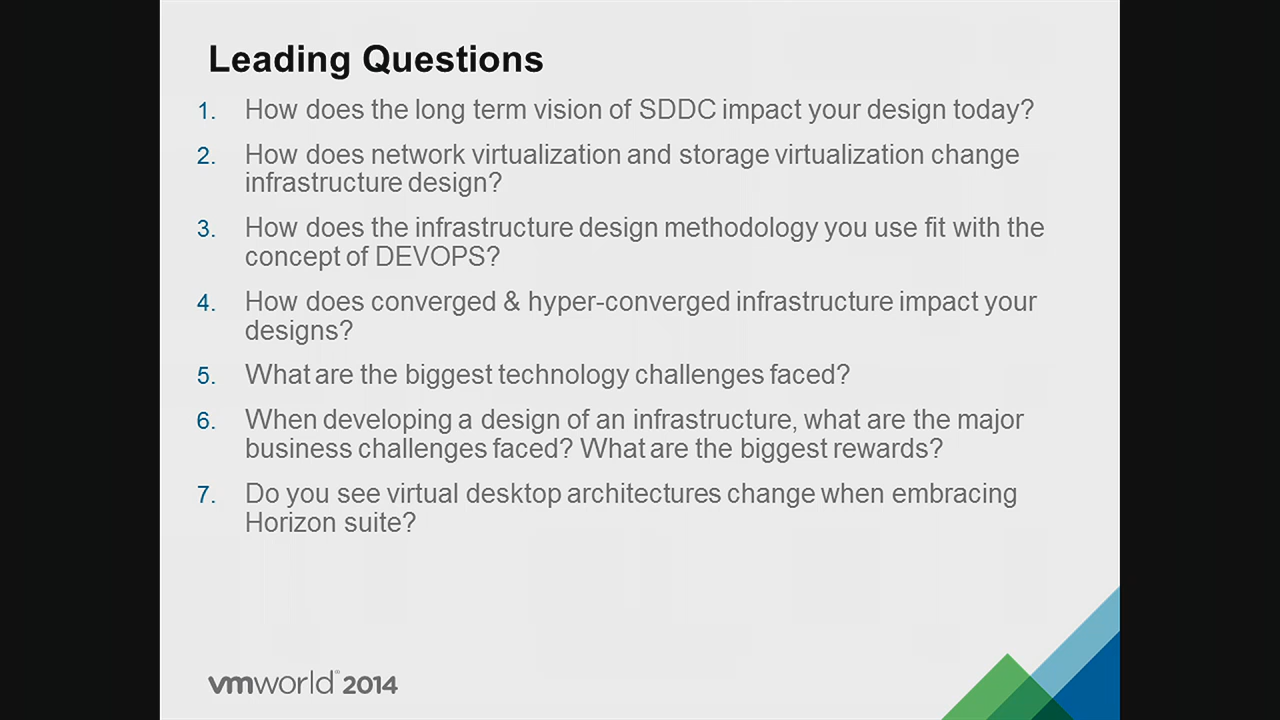 Leading Questions
1. How does the long term vision of SDDC impact your design today?
2. How does network virtualization and storage virtualization change
infrastructure design?
3. How does the infrastructure design methodology you use fit with the
concept of DEVOPS?
4. How does converged & hyper-converged infrastructure impact your
designs?
5. What are the biggest technology challenges faced?
6. When developing a design of an infrastructure, what are the major
business challenges faced? What are the biggest rewards?
7. Do you see virtual desktop architectures change when embracing
Horizon suite?
vmworld® 2014